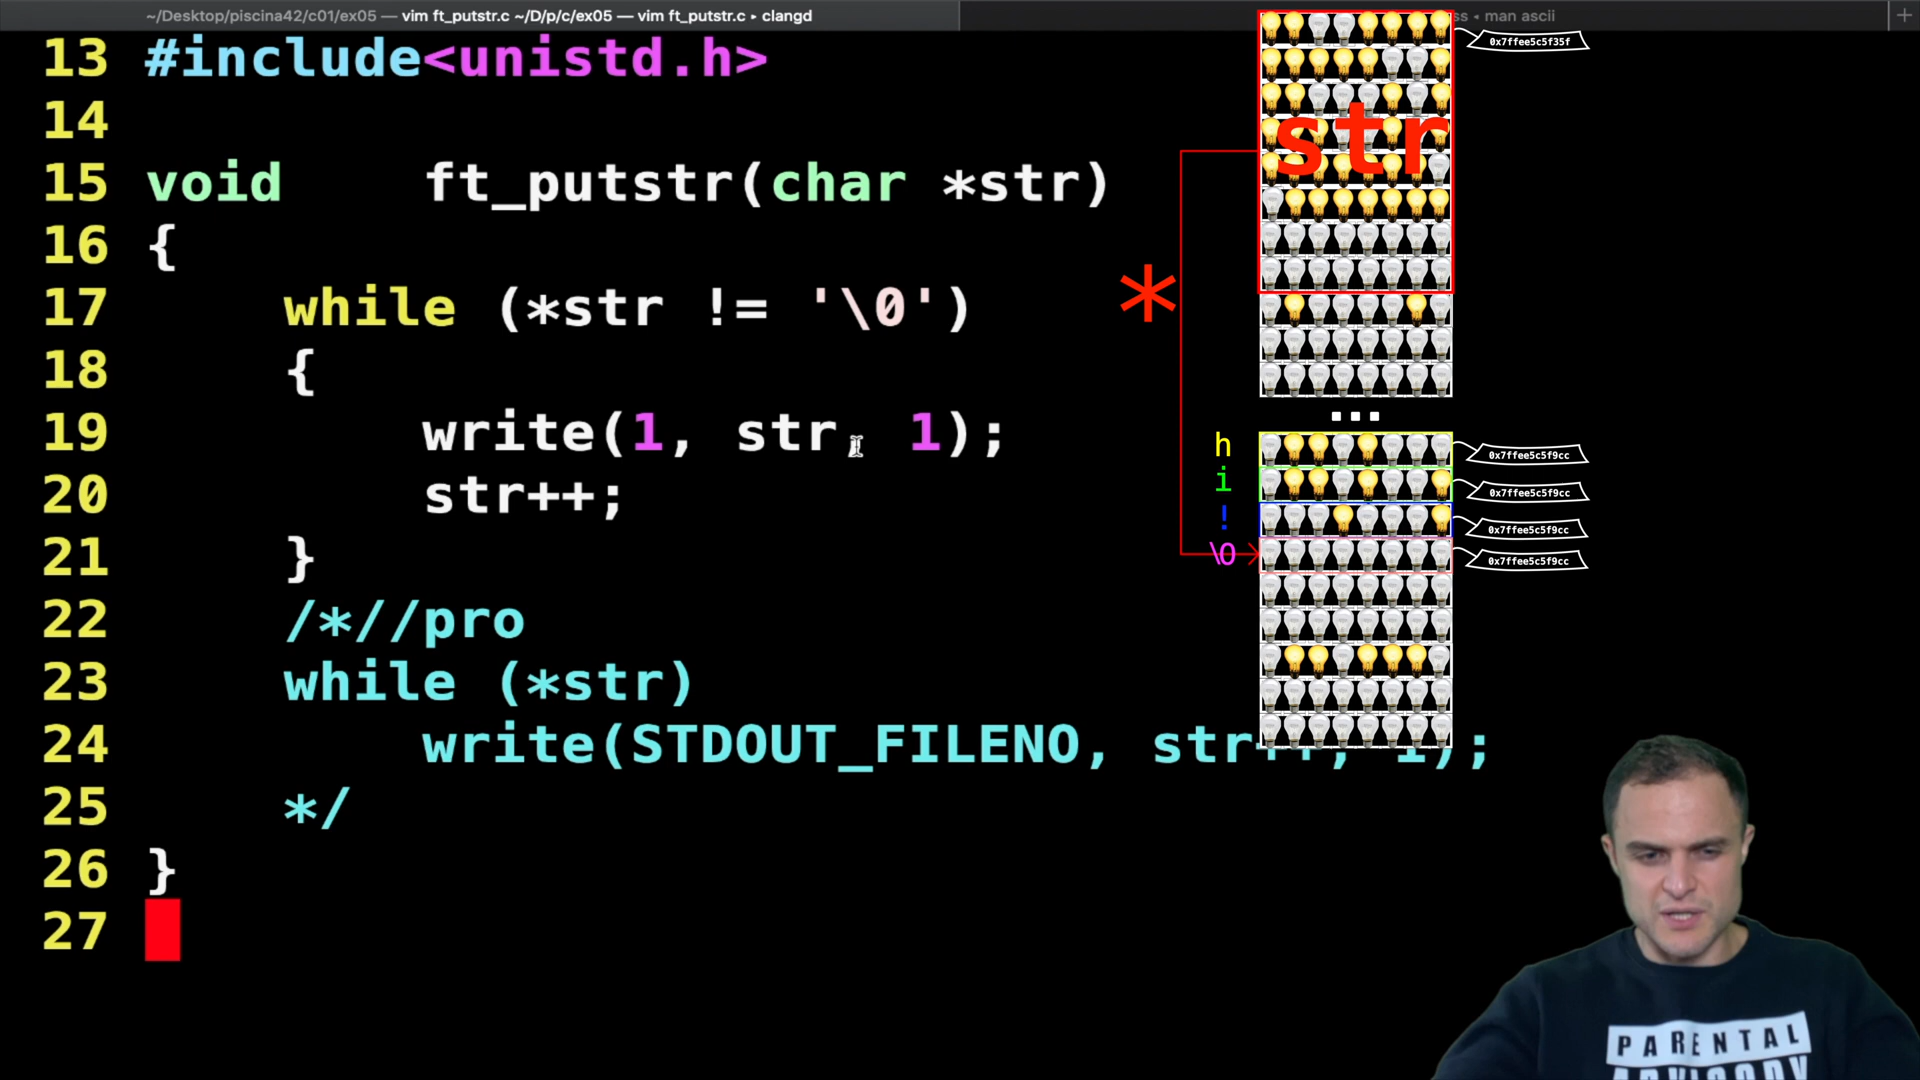 ~/Desktop/piscina42/c01/ex05 — vim ft_putstr.c ~/D/p/c/ex05 — vim ft_putstr.c ▸ clangd
ss ◂ man ascii
13 #include<unistd.h>
14
15 void    ft_putstr(char *str)
16 {
17     while (*str != '\0')
18     {
19         write(1, str, 1);
20         str++;
21     }
22     /*//pro
23     while (*str)
24         write(STDOUT_FILENO, str++, 1);
25     */
26 }
27
str
0x7ffee5c5f35f
*
...
h 0x7ffee5c5f9cc
i 0x7ffee5c5f9cc
! 0x7ffee5c5f9cc
\0 0x7ffee5c5f9cc
PARENTAL
ADVISORY